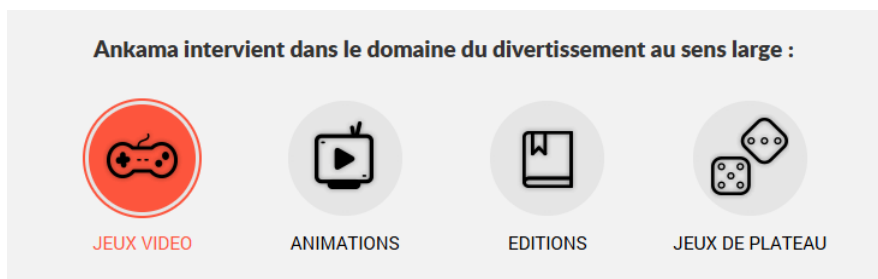 Ankama intervient dans le domaine du divertissement au sens large :
JEUX VIDEO
ANIMATIONS
EDITIONS
JEUX DE PLATEAU